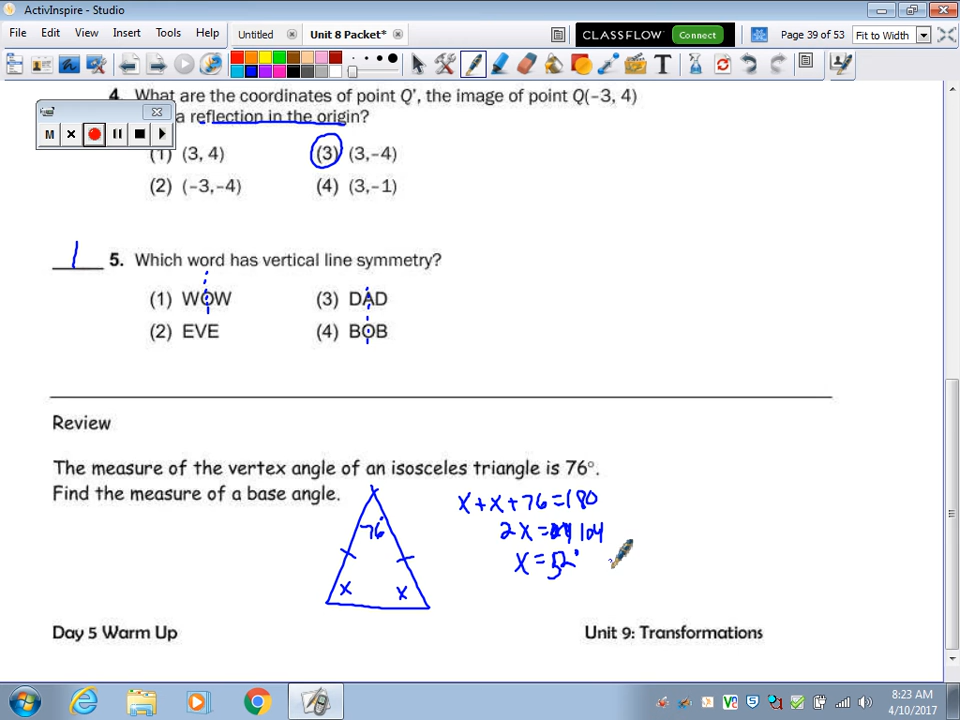 ActivInspire - Studio
File Edit View Insert Tools Help Untitled Unit 8 Packet* CLASSFLOW Connect Page 39 of 53 Fit to Width
4. What are the coordinates of point Q', the image of point Q(−3, 4)
a reflection in the origin?
M
(1) (3, 4) (3) (3,−4)
(2) (−3,−4) (4) (3,−1)
1 5. Which word has vertical line symmetry?
(1) WOW (3) DAD
(2) EVE (4) BOB
Review
The measure of the vertex angle of an isosceles triangle is 76°.
Find the measure of a base angle.
76°
x x
x+x+76=180
2x= 104
x=52°
Day 5 Warm Up Unit 9: Transformations
8:23 AM
4/10/2017